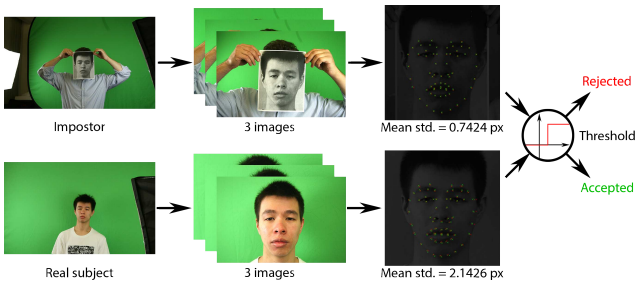 Impostor
3 images
Mean std. = 0.7424 px
Rejected
Threshold
Accepted
Real subject
3 images
Mean std. = 2.1426 px